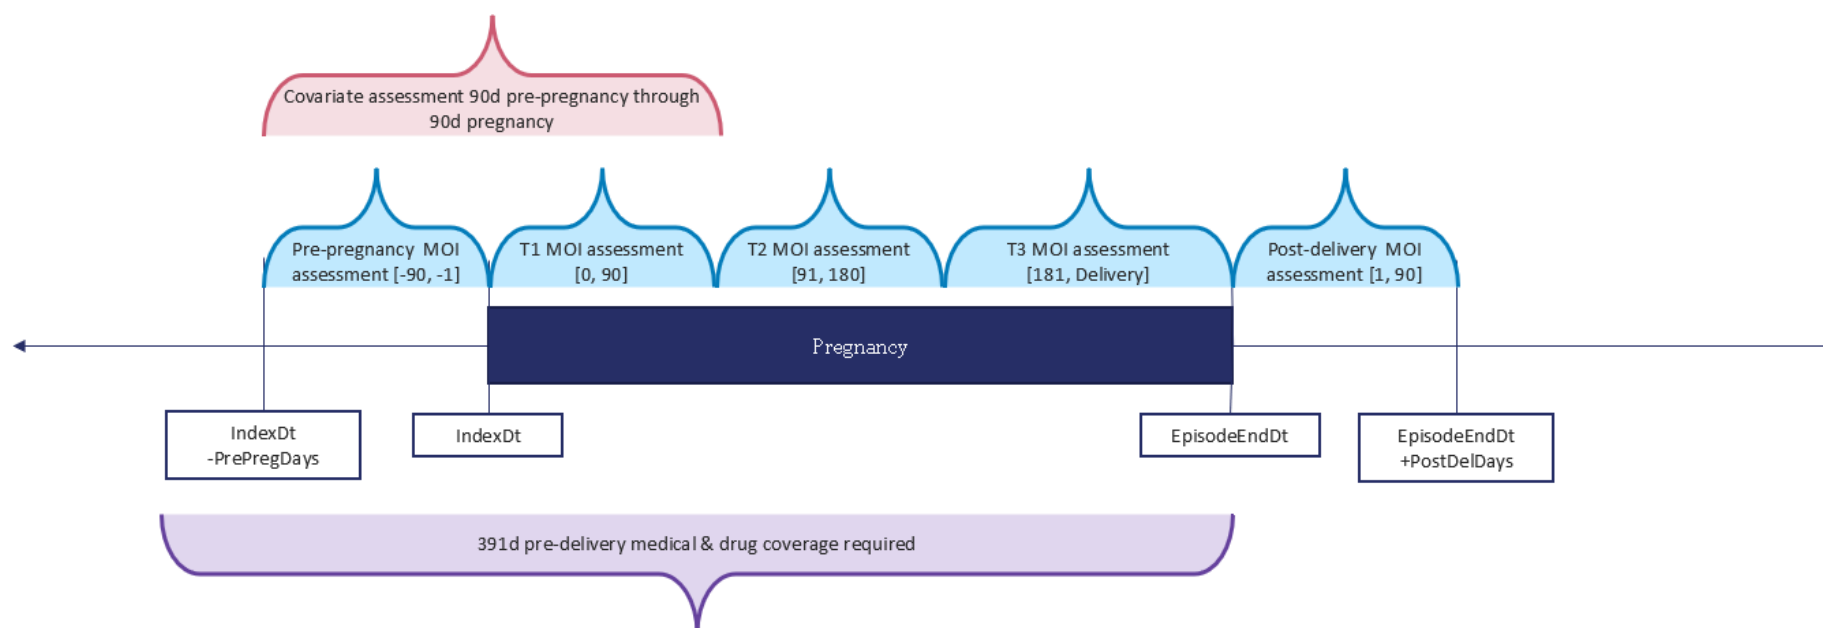 Covariate assessment 90d pre-pregnancy through
90d pregnancy
Pre-pregnancy MOI
assessment [-90, -1]
T1 MOI assessment
[0, 90]
T2 MOI assessment
[91, 180]
T3 MOI assessment
[181, Delivery]
Post-delivery MOI
assessment [1, 90]
Pregnancy
IndexDt
-PrePregDays
IndexDt
EpisodeEndDt
EpisodeEndDt
+PostDelDays
391d pre-delivery medical & drug coverage required